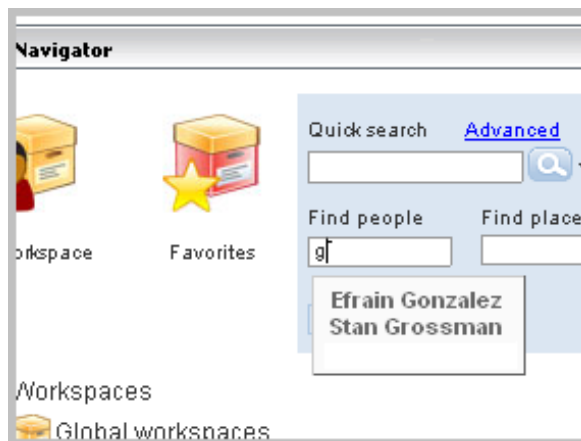 Navigator
Quick search Advanced
Find people Find place
orkspace Favorites
g
Efrain Gonzalez
Stan Grossman
Workspaces
Global workspaces